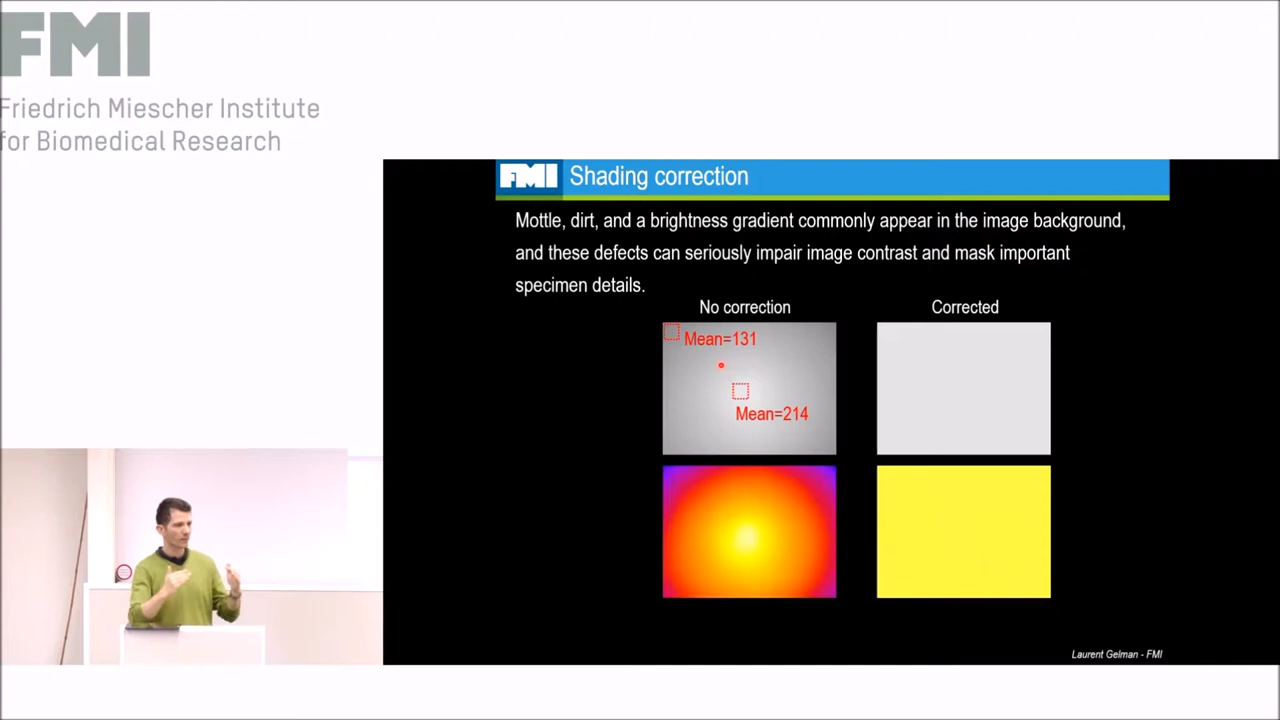 FMI
Friedrich Miescher Institute
for Biomedical Research
FMI
Shading correction
Mottle, dirt, and a brightness gradient commonly appear in the image background,
and these defects can seriously impair image contrast and mask important
specimen details.
No correction
Corrected
Mean=131
Mean=214
Laurent Gelman - FMI